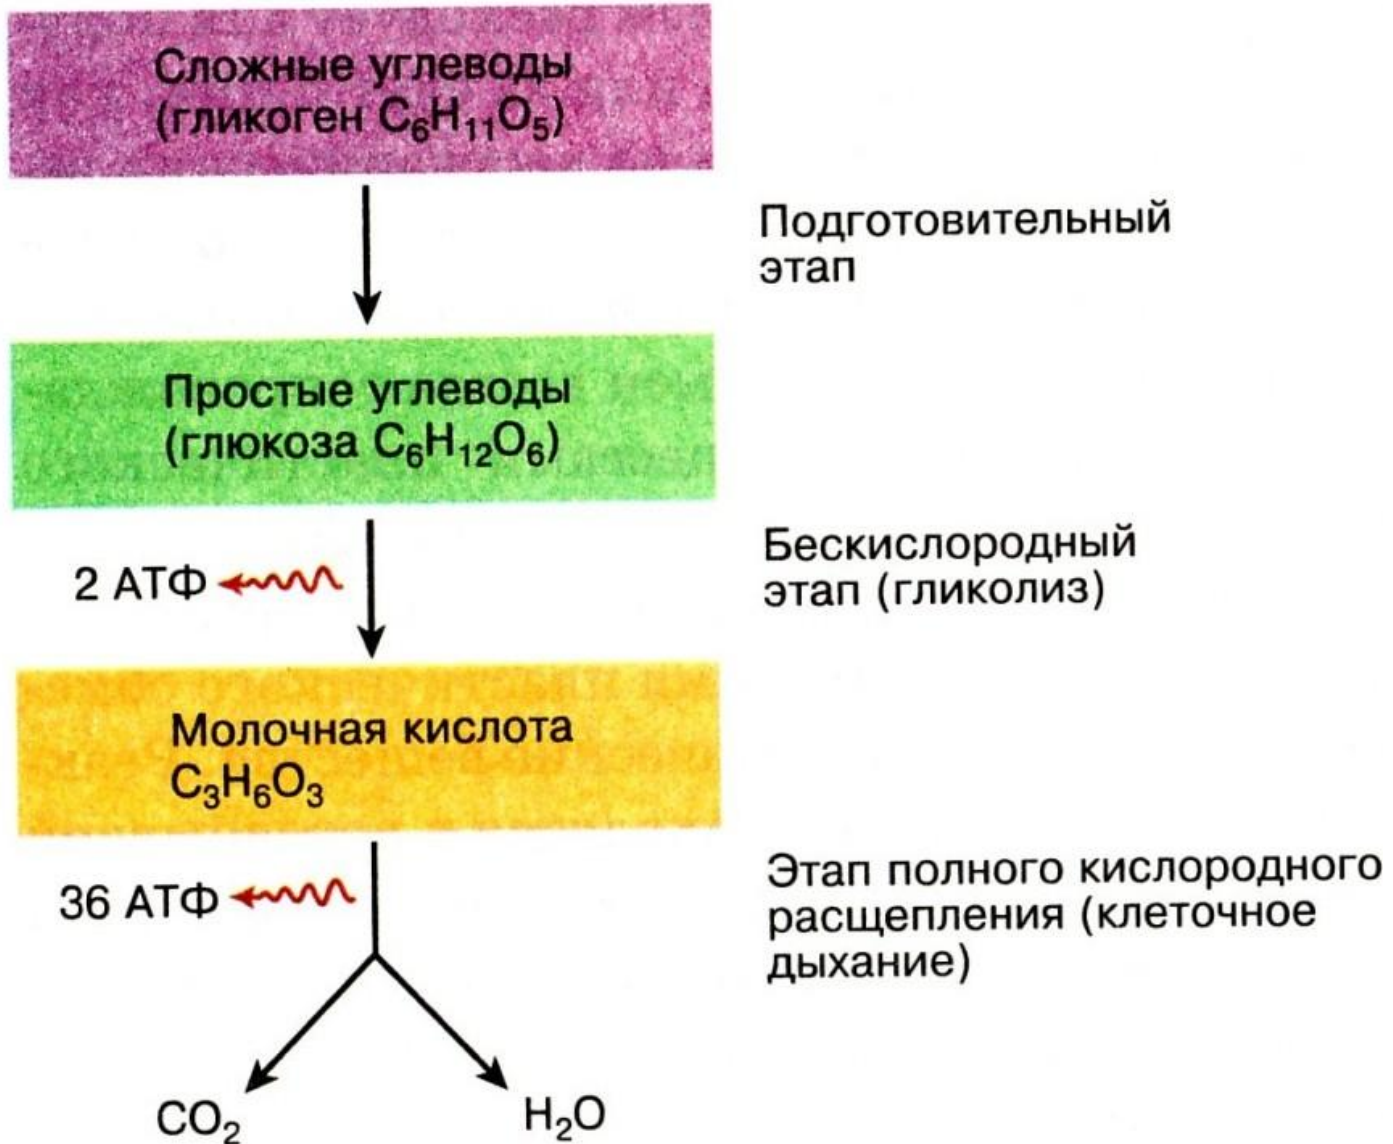 Сложные углеводы
(гликоген C₆H₁₁O₅)
Подготовительный
этап
Простые углеводы
(глюкоза C₆H₁₂O₆)
Бескислородный
этап (гликолиз)
2 АТФ
Молочная кислота
C₃H₆O₃
Этап полного кислородного
расщепления (клеточное
дыхание)
36 АТФ
CO₂
H₂O